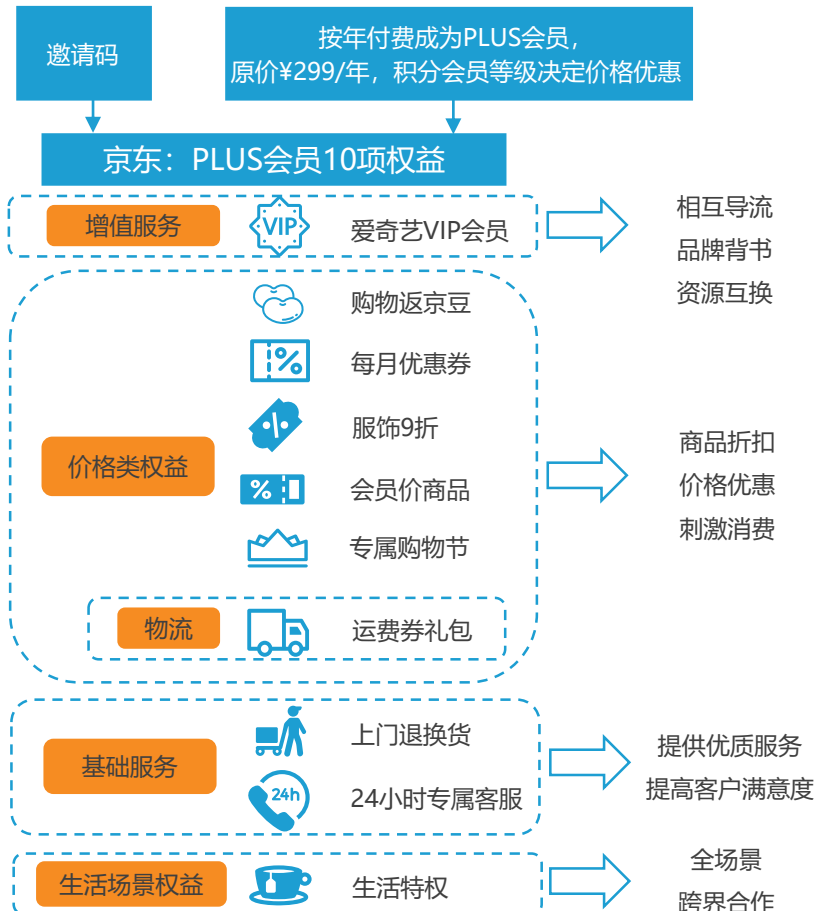 邀请码
按年付费成为PLUS会员，
原价¥299/年，积分会员等级决定价格优惠
京东：PLUS会员10项权益
增值服务
VIP
爱奇艺VIP会员
相互导流
品牌背书
资源互换
购物返京豆
%
每月优惠券
服饰9折
价格类权益
%
会员价商品
专属购物节
商品折扣
价格优惠
刺激消费
物流
运费券礼包
基础服务
上门退换货
24h
24小时专属客服
提供优质服务
提高客户满意度
生活场景权益
生活特权
全场景
跨界合作